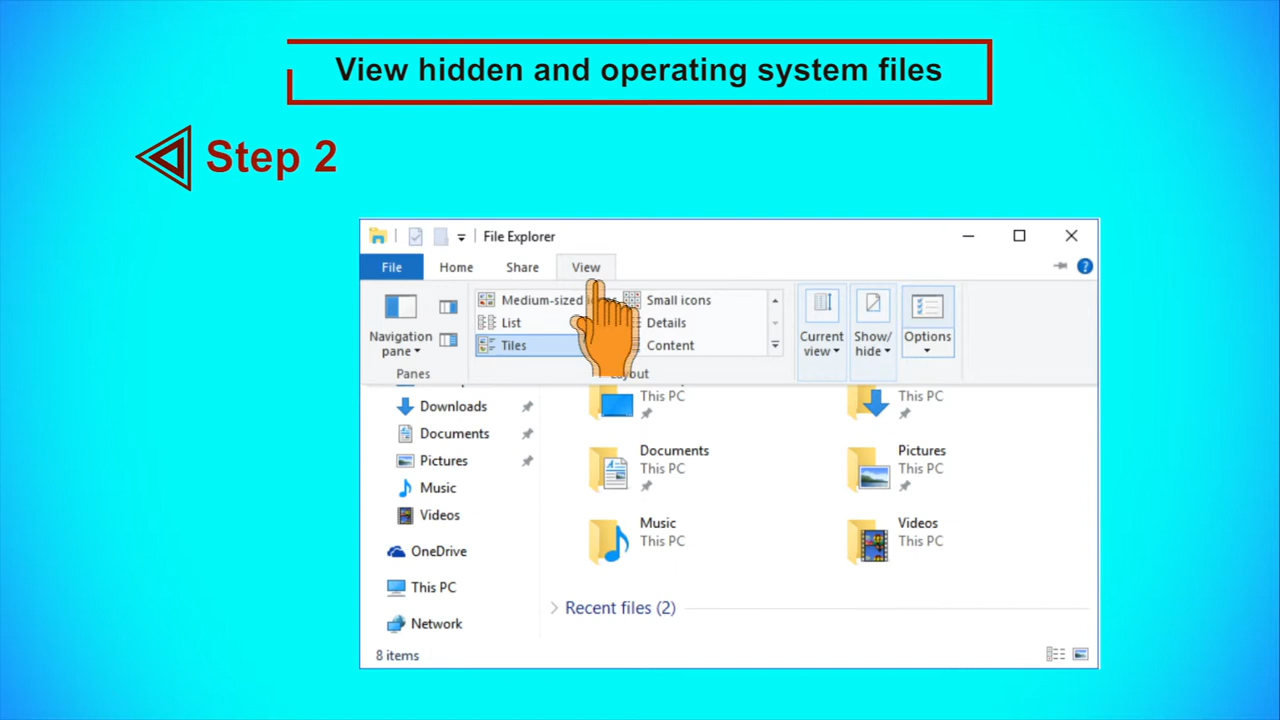 View hidden and operating system files
Step 2
File Explorer
File Home Share View
Medium-sized Small icons
List Details
Tiles Content
Navigation pane
Current view
Show/hide
Options
Panes
Layout
Downloads
Documents
Pictures
Music
Videos
OneDrive
This PC
Network
This PC
This PC
Documents
This PC
Pictures
This PC
Music
This PC
Videos
This PC
Recent files (2)
8 items